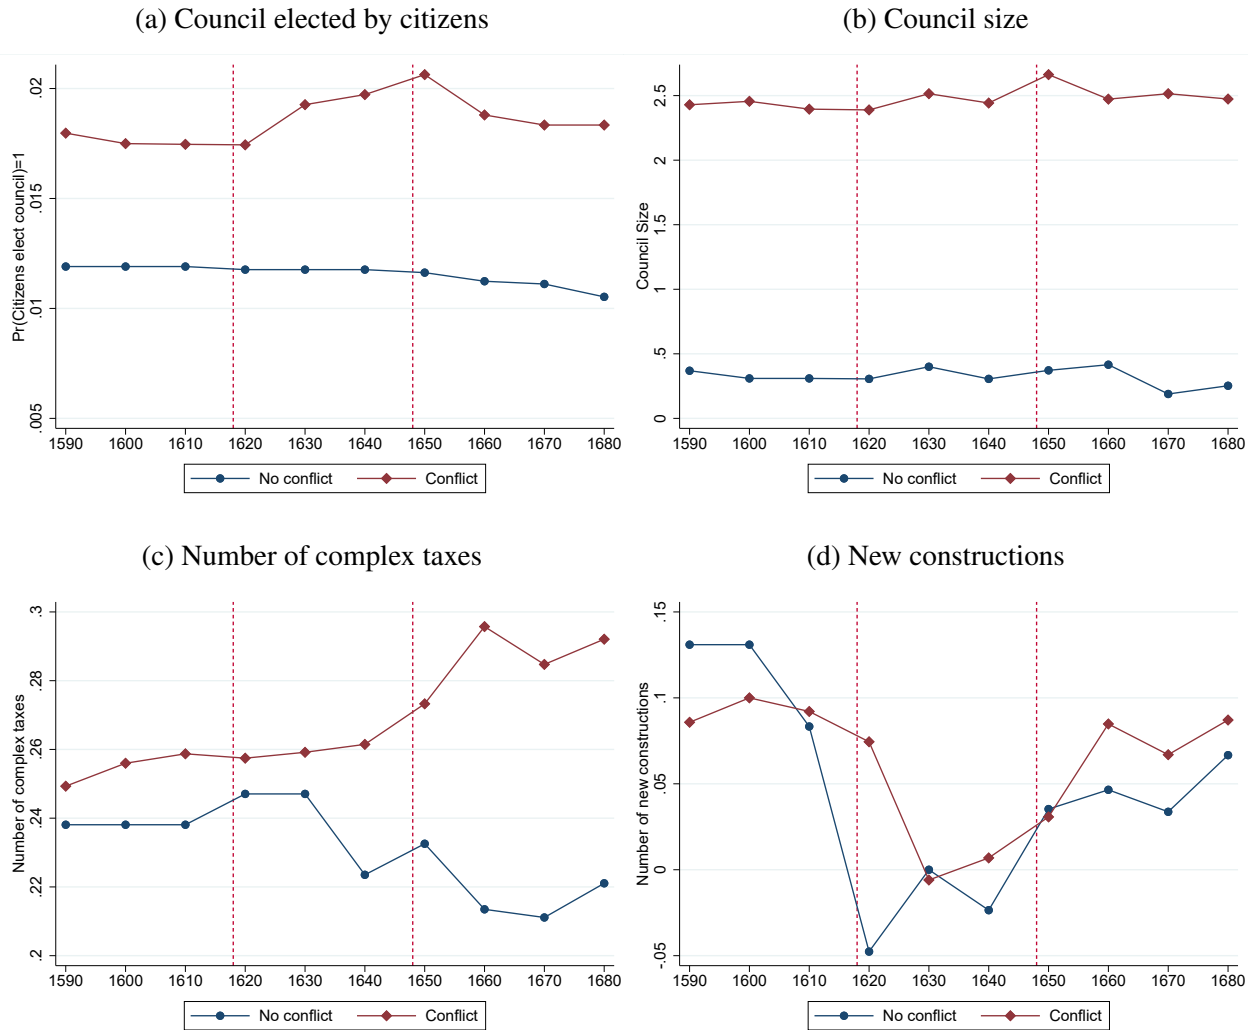 (a) Council elected by citizens
Pr(Citizens elect council)=1
.02
.015
.01
.005
1590 1600 1610 1620 1630 1640 1650 1660 1670 1680
No conflict Conflict
(b) Council size
Council Size
2.5
2
1.5
1
.5
0
1590 1600 1610 1620 1630 1640 1650 1660 1670 1680
No conflict Conflict
(c) Number of complex taxes
Number of complex taxes
.3
.28
.26
.24
.22
.2
1590 1600 1610 1620 1630 1640 1650 1660 1670 1680
No conflict Conflict
(d) New constructions
Number of new constructions
.15
.1
.05
0
-.05
1590 1600 1610 1620 1630 1640 1650 1660 1670 1680
No conflict Conflict